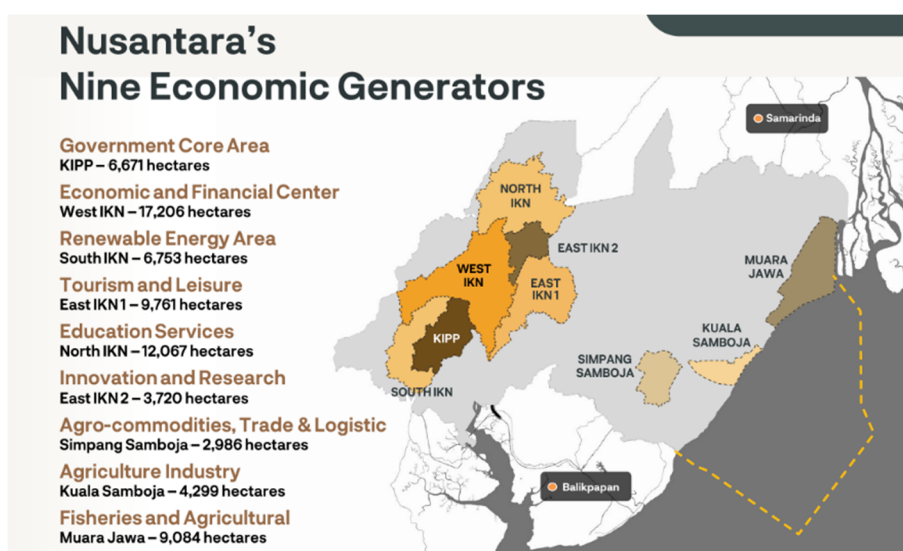 Nusantara's
Nine Economic Generators
Government Core Area
KIPP – 6,671 hectares
Economic and Financial Center
West IKN – 17,206 hectares
Renewable Energy Area
South IKN – 6,753 hectares
Tourism and Leisure
East IKN 1 – 9,761 hectares
Education Services
North IKN – 12,067 hectares
Innovation and Research
East IKN 2 – 3,720 hectares
Agro-commodities, Trade & Logistic
Simpang Samboja – 2,986 hectares
Agriculture Industry
Kuala Samboja – 4,299 hectares
Fisheries and Agricultural
Muara Jawa – 9,084 hectares
Samarinda
NORTH
IKN
EAST IKN 2
WEST
IKN
EAST
IKN 1
MUARA
JAWA
KIPP
KUALA
SAMBOJA
SIMPANG
SAMBOJA
SOUTH IKN
Balikpapan